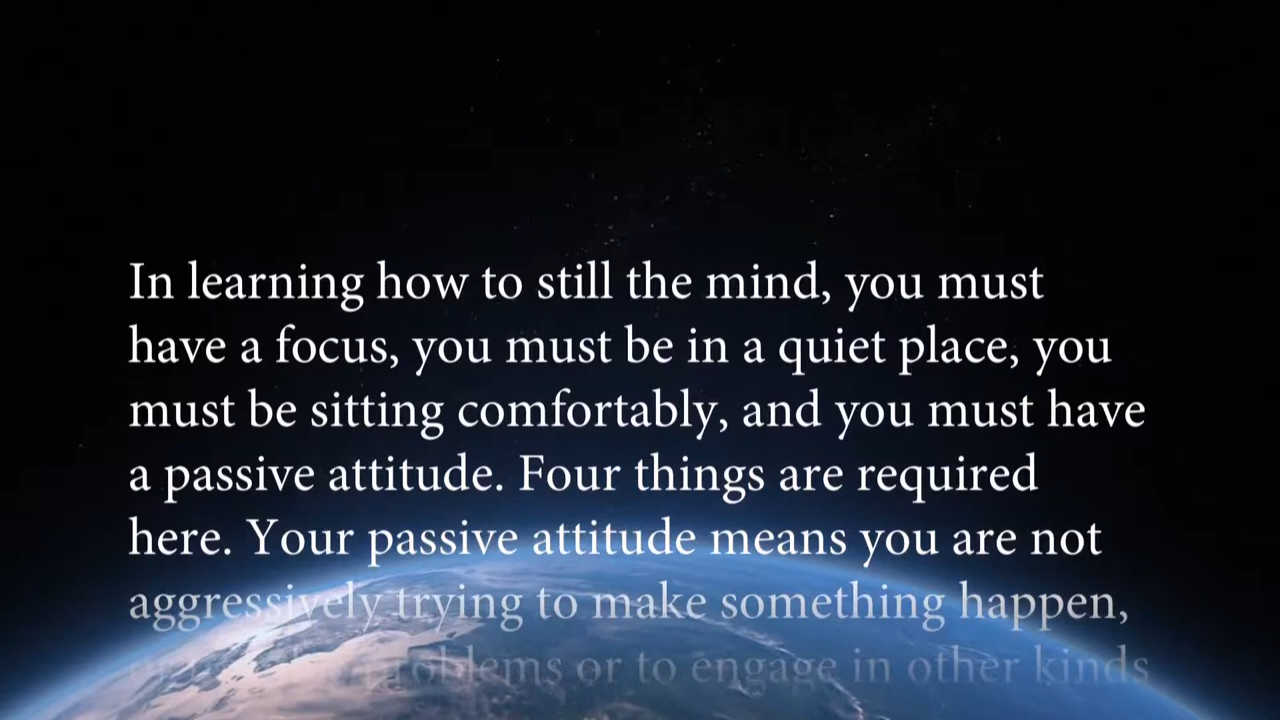 In learning how to still the mind, you must
have a focus, you must be in a quiet place, you
must be sitting comfortably, and you must have
a passive attitude. Four things are required
here. Your passive attitude means you are not
aggressively trying to make something happen,
problems or to engage in other kinds